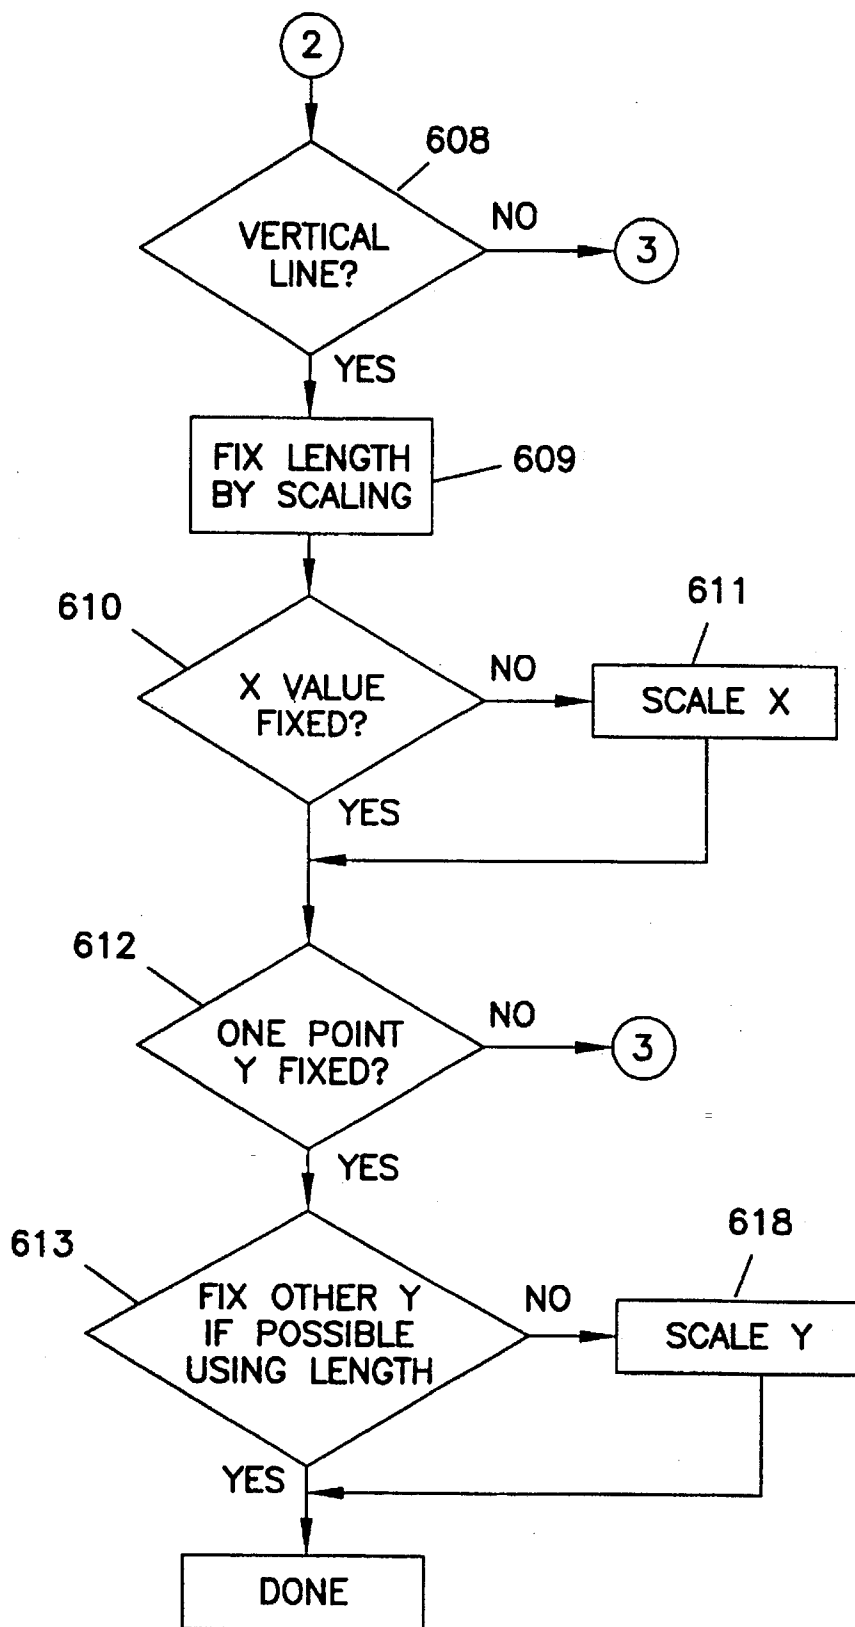 2
608
VERTICAL
LINE?
NO
3
YES
FIX LENGTH
BY SCALING
609
610
X VALUE
FIXED?
NO
611
SCALE X
YES
612
ONE POINT
Y FIXED?
NO
3
YES
613
FIX OTHER Y
IF POSSIBLE
USING LENGTH
NO
618
SCALE Y
YES
DONE